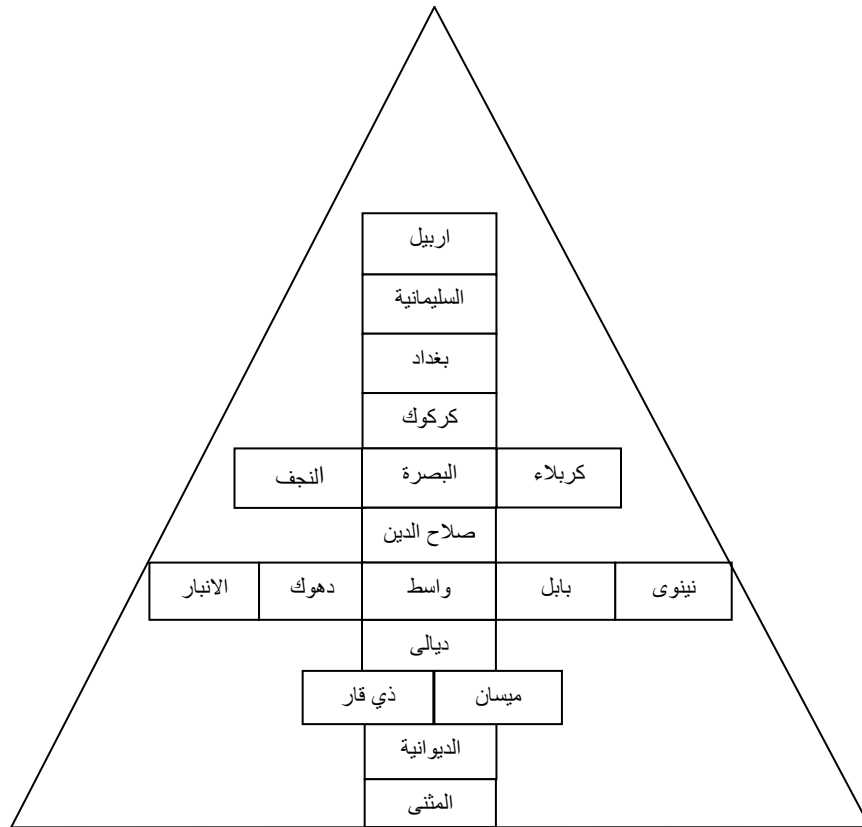 اربيل
السليمانية
بغداد
كركوك
كربلاء البصرة النجف
صلاح الدين
نينوى بابل واسط دهوك الانبار
ديالى
ميسان ذي قار
الديوانية
المثنى